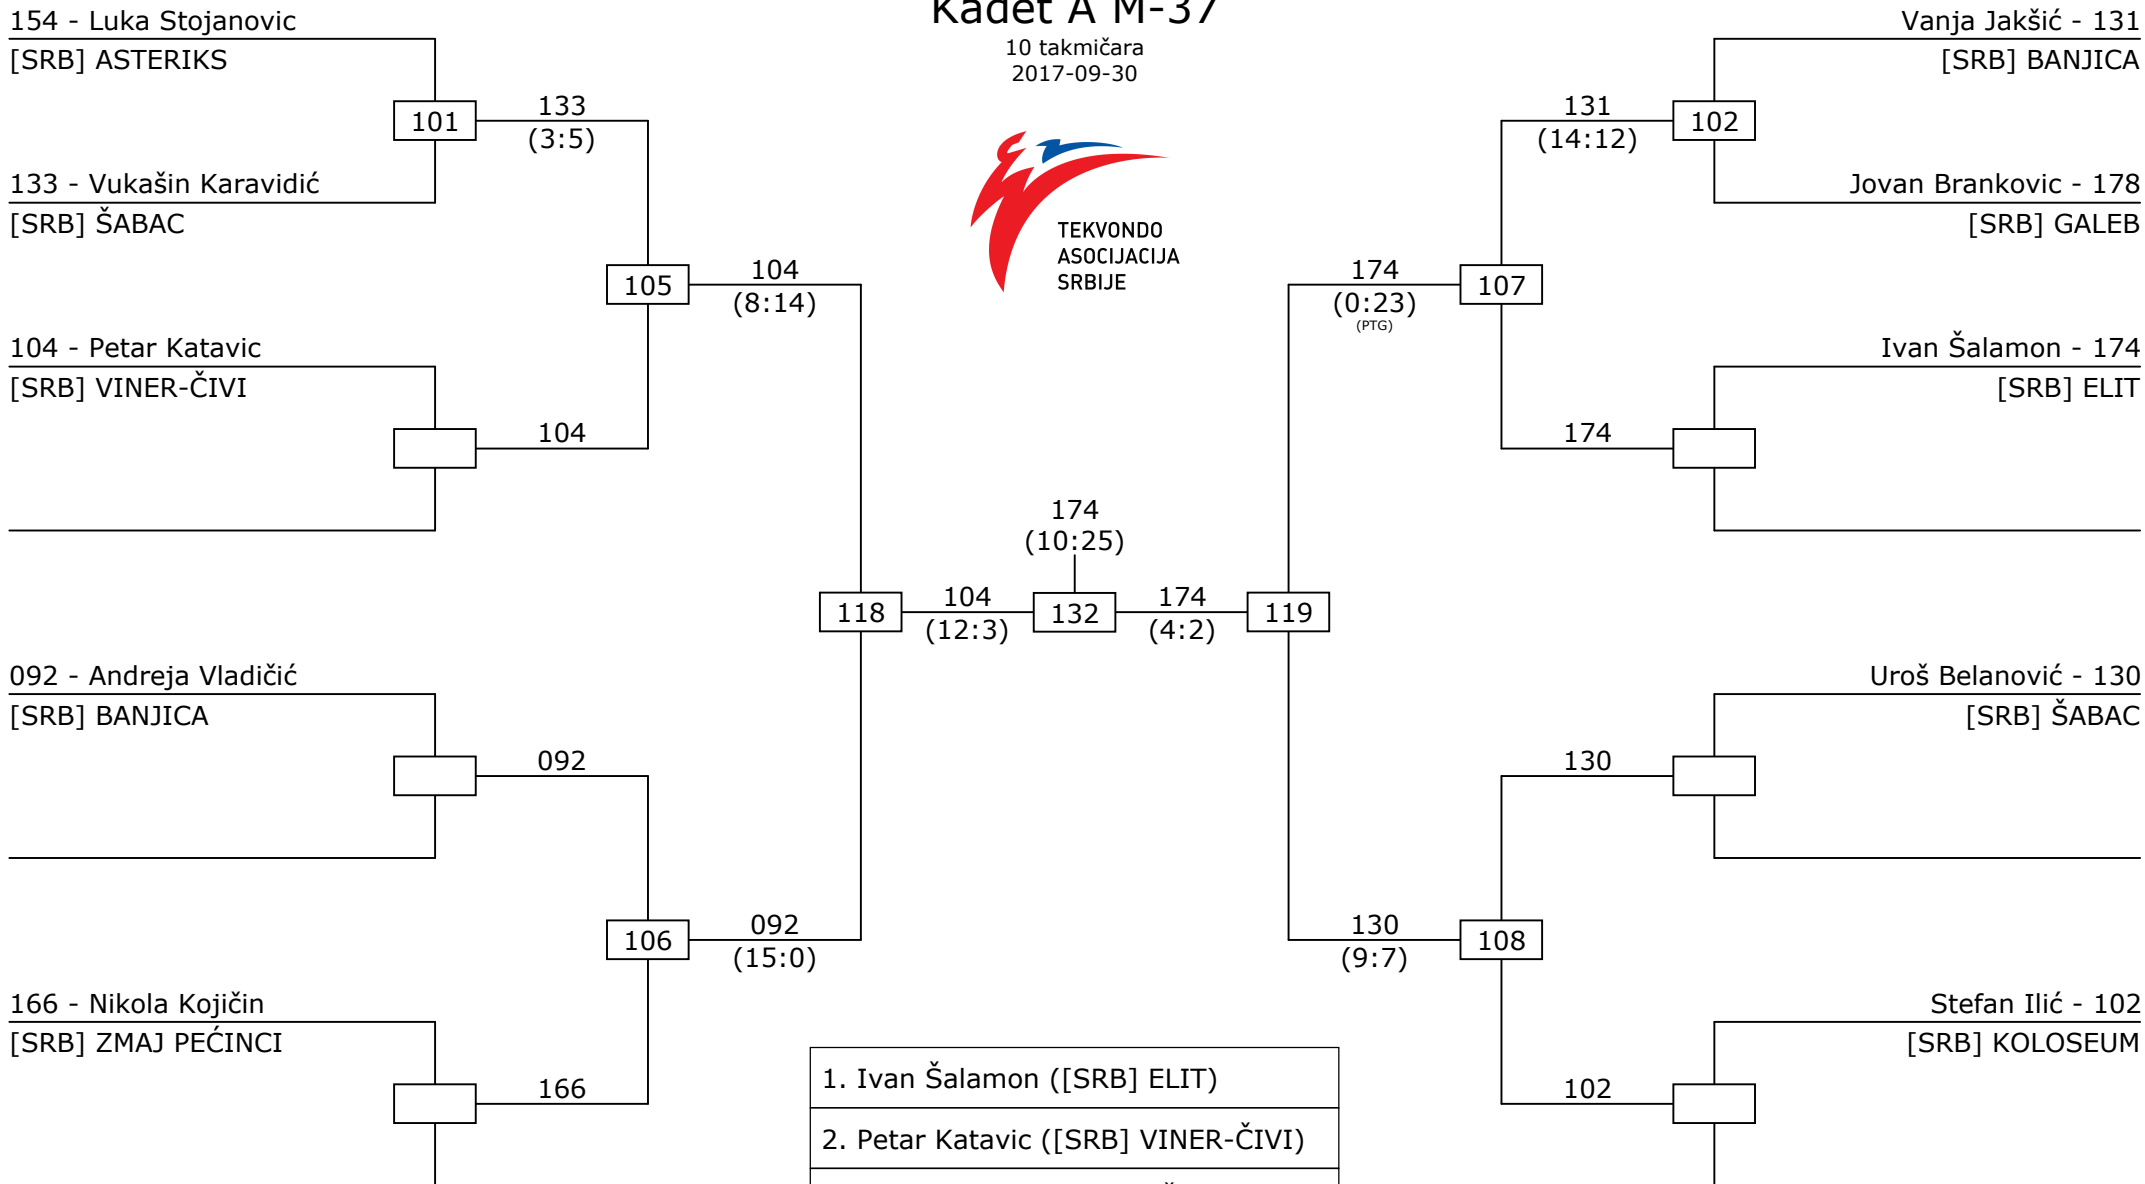 Kadet A M-37
10 takmičara
2017-09-30
TEKVONDO
ASOCIJACIJA
SRBIJE
154 - Luka Stojanovic
[SRB] ASTERIKS
101
133
(3:5)
133 - Vukašin Karavidić
[SRB] ŠABAC
105
104
(8:14)
104 - Petar Katavic
[SRB] VINER-ČIVI
104
092 - Andreja Vladičić
[SRB] BANJICA
092
106
092
(15:0)
166 - Nikola Kojičin
[SRB] ZMAJ PEĆINCI
166
118
104
(12:3)
174
(10:25)
132
174
(4:2)
119
Vanja Jakšić - 131
[SRB] BANJICA
131
(14:12)
102
Jovan Brankovic - 178
[SRB] GALEB
174
(0:23)
(PTG)
107
Ivan Šalamon - 174
[SRB] ELIT
174
Uroš Belanović - 130
[SRB] ŠABAC
130
130
(9:7)
108
Stefan Ilić - 102
[SRB] KOLOSEUM
102
1. Ivan Šalamon ([SRB] ELIT)
2. Petar Katavic ([SRB] VINER-ČIVI)